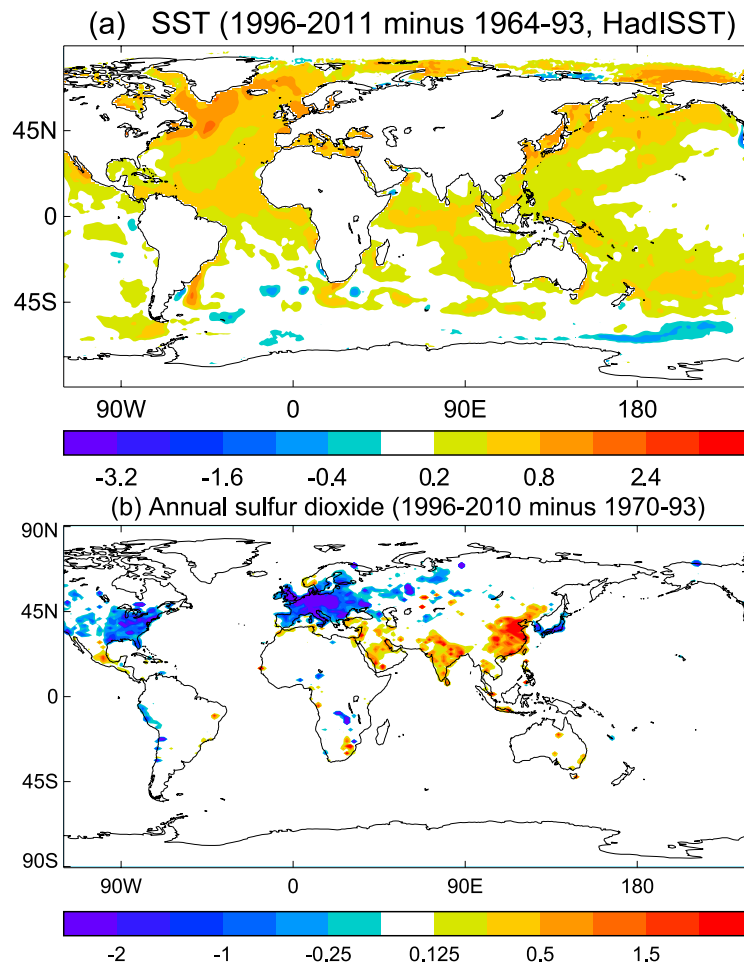 (a) SST (1996-2011 minus 1964-93, HadISST)
45N
0
45S
90W 0 90E 180
-3.2 -1.6 -0.4 0.2 0.8 2.4
(b) Annual sulfur dioxide (1996-2010 minus 1970-93)
90N
45N
0
45S
90S
90W 0 90E 180
-2 -1 -0.25 0.125 0.5 1.5